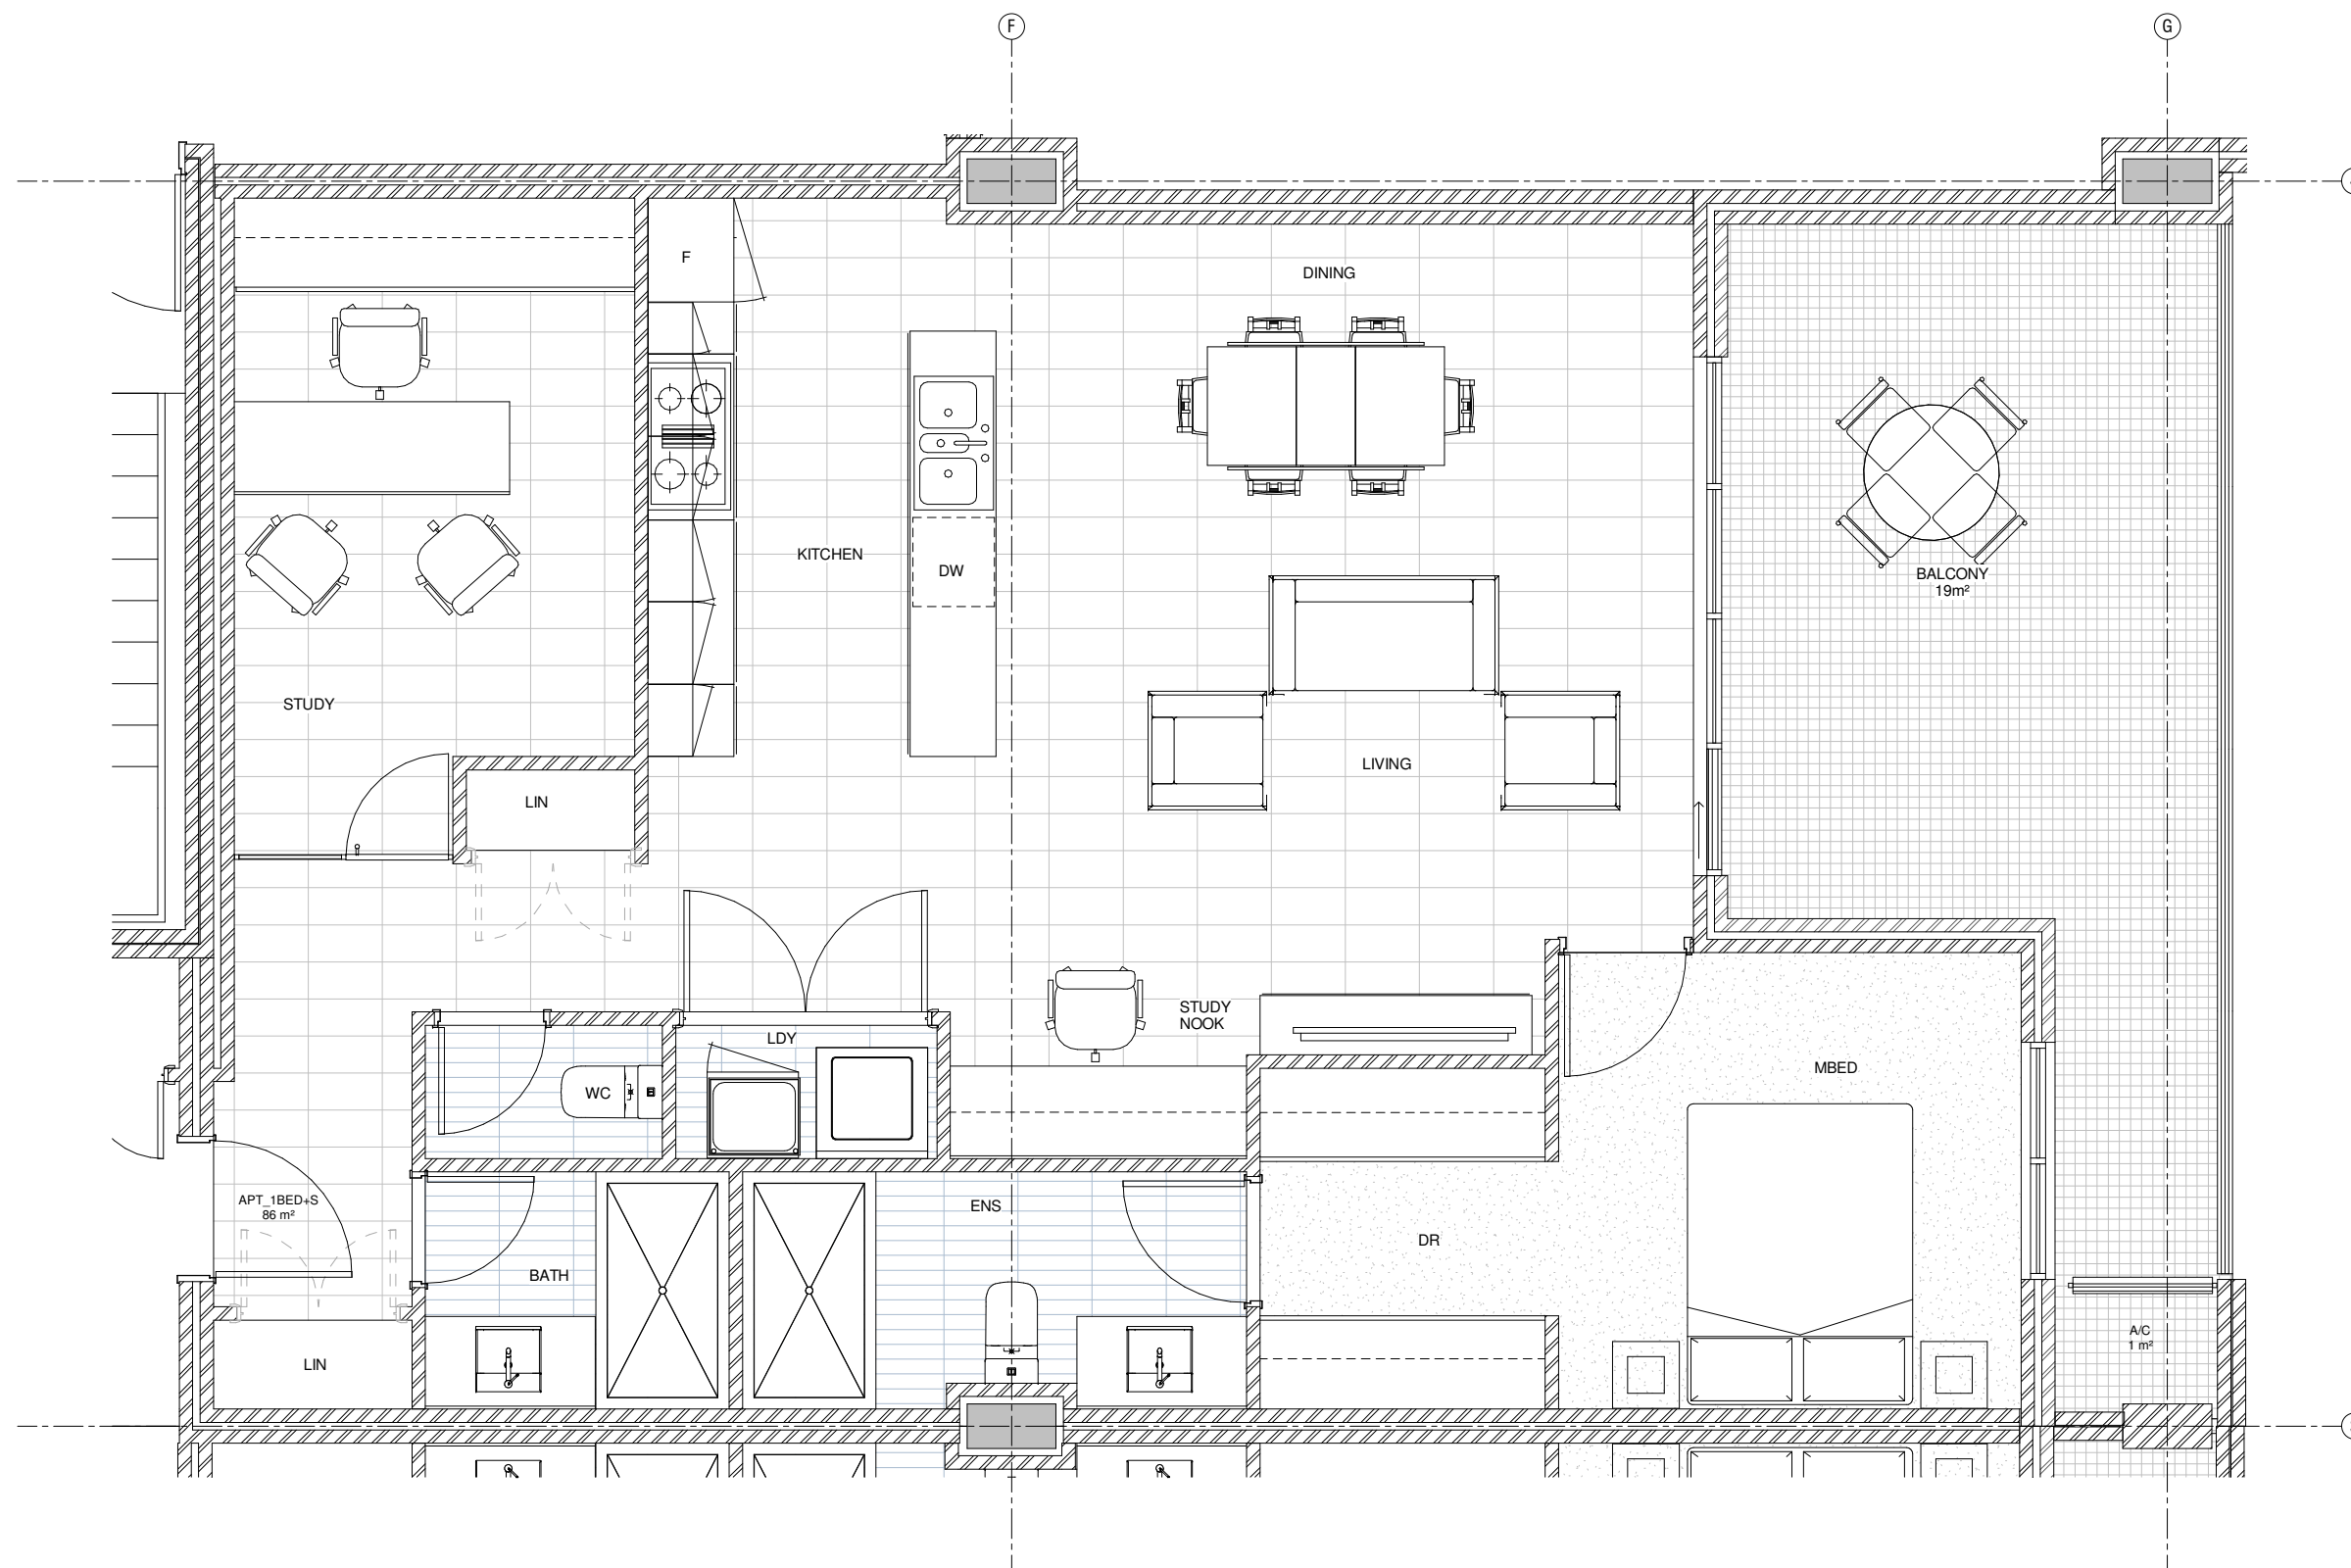 F
G
F
DINING
KITCHEN
DW
BALCONY
19m²
STUDY
LIVING
LIN
STUDY
NOOK
LDY
MBED
WC
APT_1BED+S
86 m²
ENS
DR
BATH
A/C
1 m²
LIN